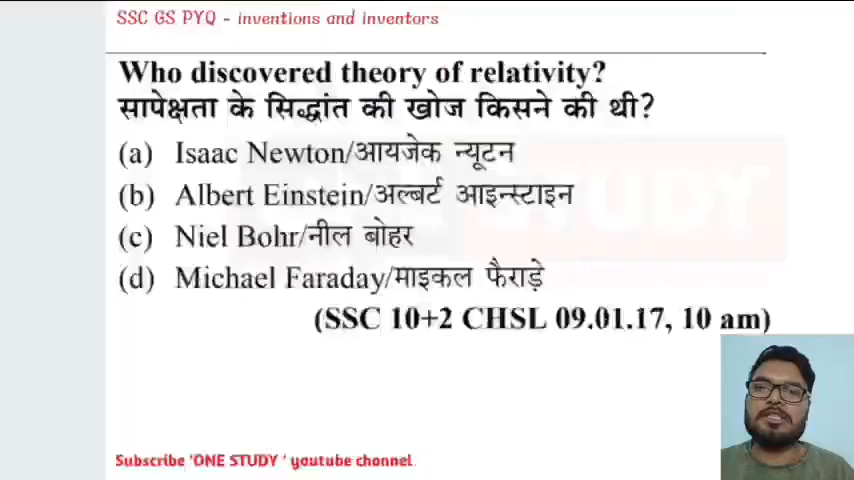 SSC GS PYQ - inventions and inventors
Who discovered theory of relativity?
सापेक्षता के सिद्धांत की खोज किसने की थी?
(a) Isaac Newton/आयजेक न्यूटन
(b) Albert Einstein/अल्बर्ट आइन्स्टाइन
(c) Niel Bohr/नील बोहर
(d) Michael Faraday/माइकल फैराड़े
(SSC 10+2 CHSL 09.01.17, 10 am)
Subscribe 'ONE STUDY ' youtube channel